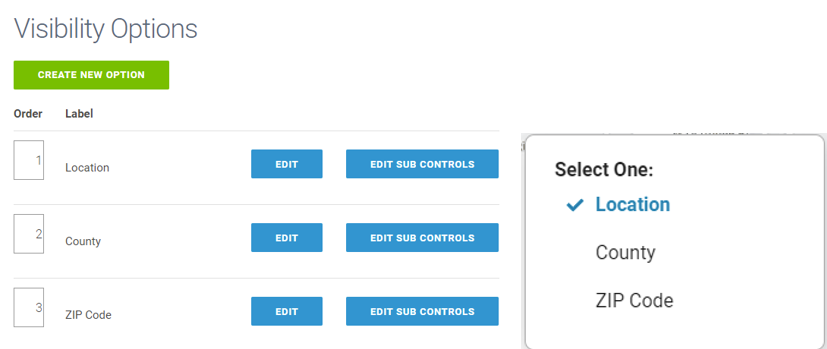 Visibility Options
CREATE NEW OPTION
Order Label
1 Location EDIT EDIT SUB CONTROLS
2 County EDIT EDIT SUB CONTROLS
3 ZIP Code EDIT EDIT SUB CONTROLS
Select One:
Location
County
ZIP Code